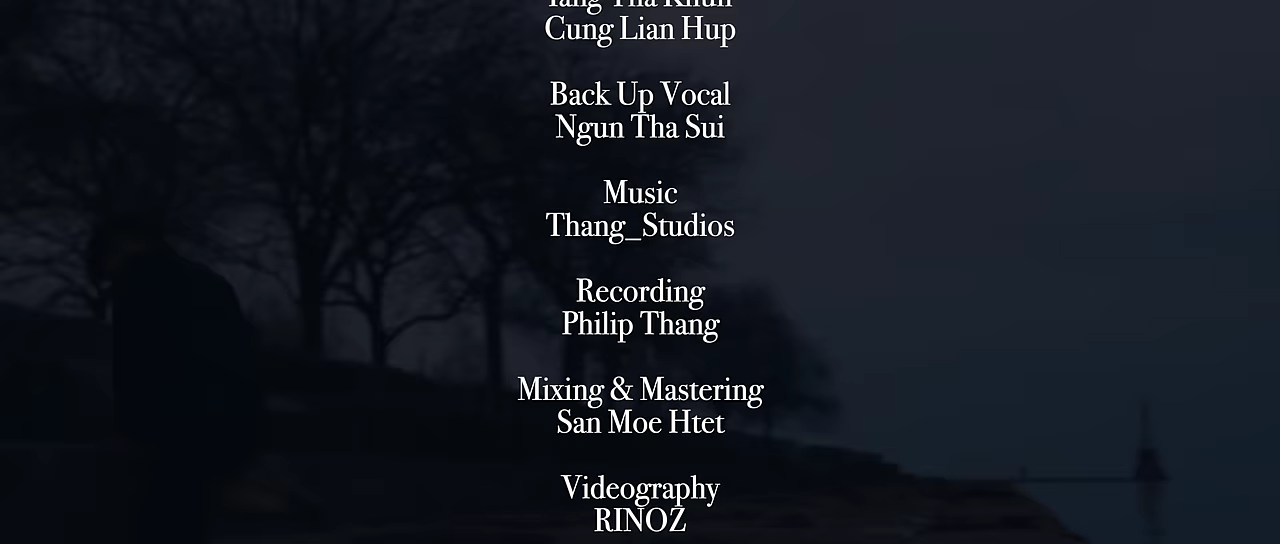 Cung Lian Hup
Back Up Vocal
Ngun Tha Sui
Music
Thang_Studios
Recording
Philip Thang
Mixing & Mastering
San Moe Htet
Videography
RINOZ